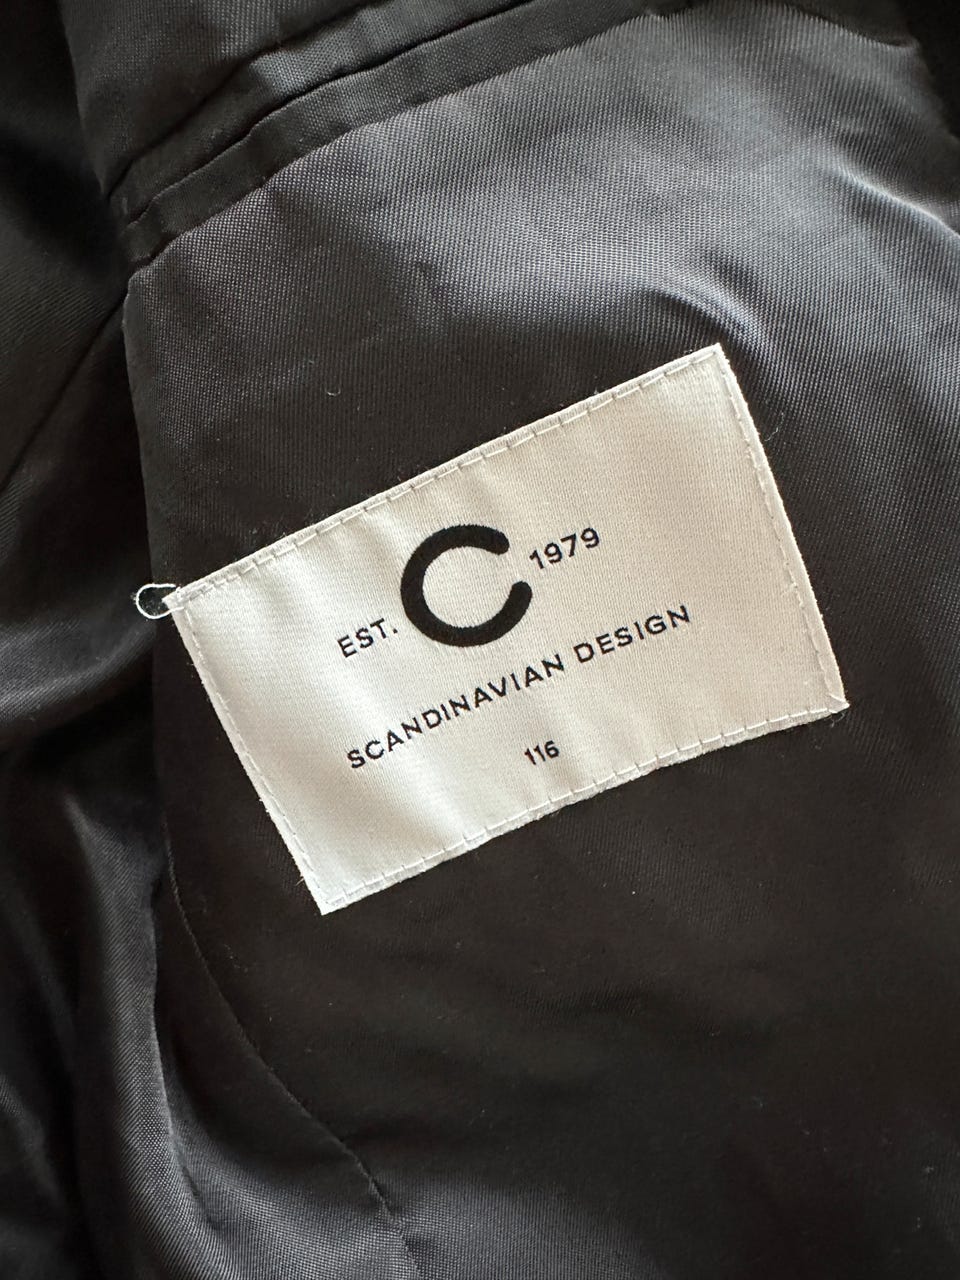 EST. C 1979
SCANDINAVIAN DESIGN
116